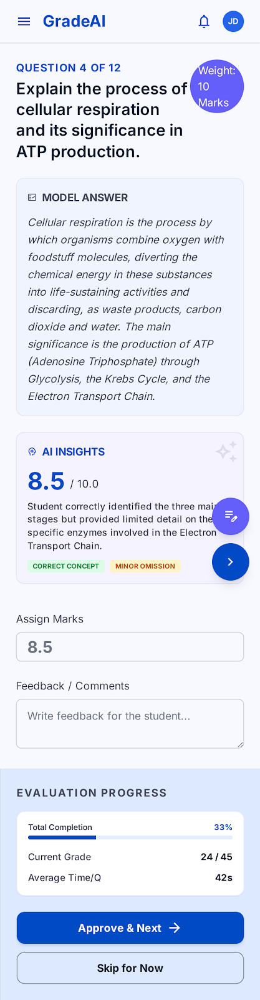 GradeAI
JD
QUESTION 4 OF 12
Explain the process of
cellular respiration
and its significance in
ATP production.
Weight:
10
Marks
MODEL ANSWER
Cellular respiration is the process by
which organisms combine oxygen with
foodstuff molecules, diverting the
chemical energy in these substances
into life-sustaining activities and
discarding, as waste products, carbon
dioxide and water. The main
significance is the production of ATP
(Adenosine Triphosphate) through
Glycolysis, the Krebs Cycle, and the
Electron Transport Chain.
AI INSIGHTS
8.5 / 10.0
Student correctly identified the three main
stages but provided limited detail on the
specific enzymes involved in the Electron
Transport Chain.
CORRECT CONCEPT MINOR OMISSION
Assign Marks
8.5
Feedback / Comments
Write feedback for the student...
EVALUATION PROGRESS
Total Completion 33%
Current Grade 24 / 45
Average Time/Q 42s
Approve & Next
Skip for Now